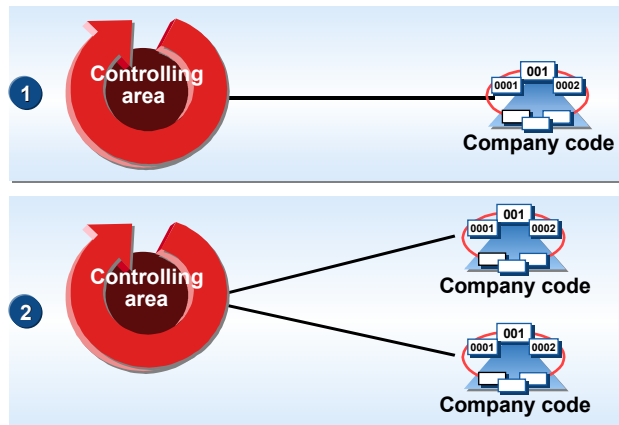 1
Controlling
area
001
0001 0002
Company code
2
Controlling
area
001
0001 0002
Company code
001
0001 0002
Company code